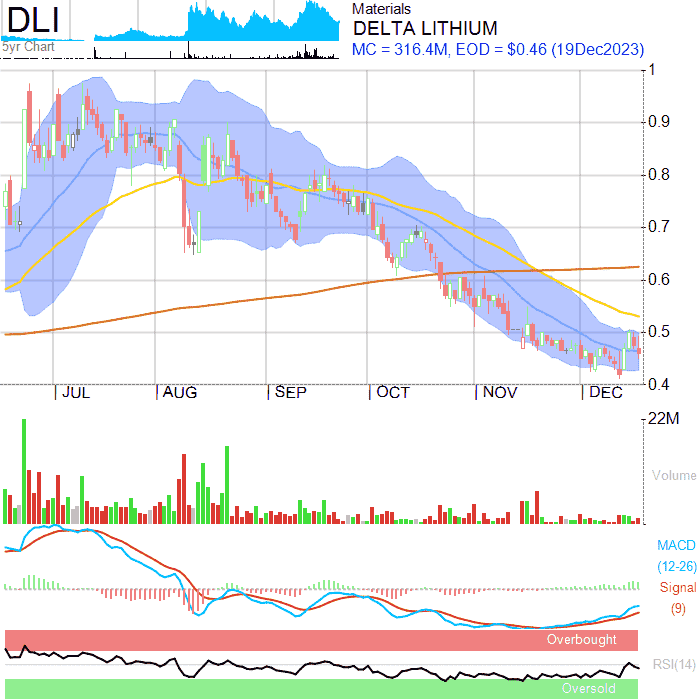 DLI
5yr Chart
Materials
DELTA LITHIUM
MC = 316.4M, EOD = $0.46 (19Dec2023)
1
0.9
0.8
0.7
0.6
0.5
0.4
JUL AUG SEP OCT NOV DEC
22M
Volume
MACD
(12-26)
Signal
(9)
Overbought
RSI(14)
Oversold